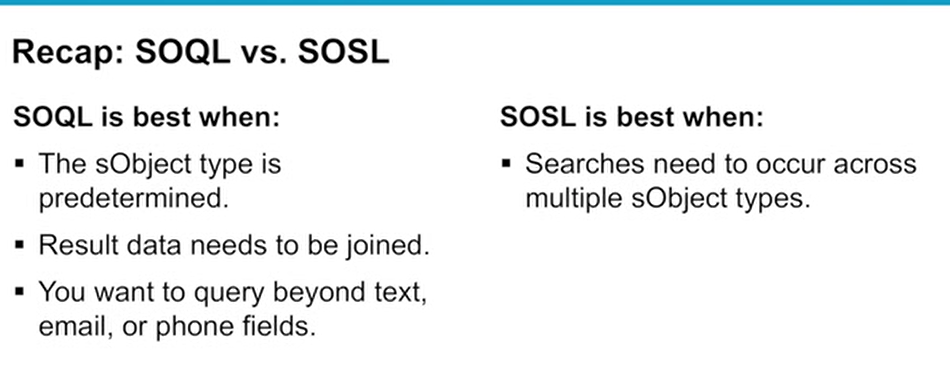 Recap: SOQL vs. SOSL
SOQL is best when:
▪ The sObject type is
predetermined.
▪ Result data needs to be joined.
▪ You want to query beyond text,
email, or phone fields.
SOSL is best when:
▪ Searches need to occur across
multiple sObject types.